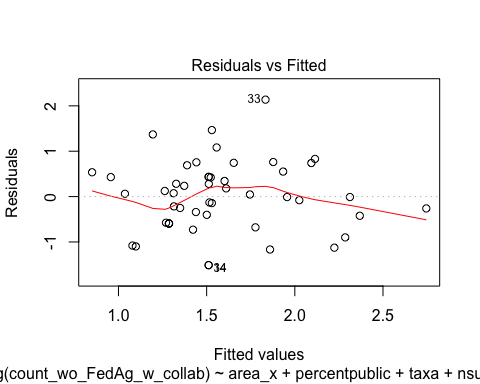 Residuals vs Fitted
Residuals
2
1
0
-1
33
34
1.0
1.5
2.0
2.5
Fitted values
g(count_wo_FedAg_w_collab) ~ area_x + percentpublic + taxa + nsu